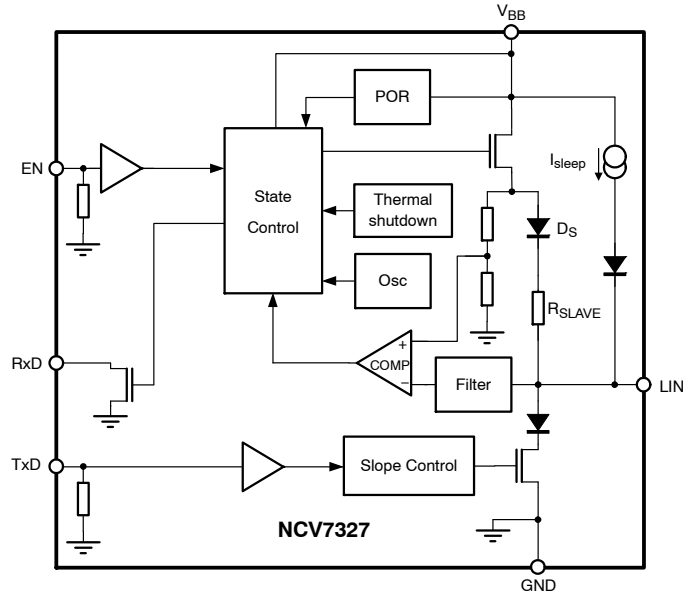 VBB
POR
EN
Isleep
State
Control
Thermal
shutdown
DS
Osc
RSLAVE
RxD
+
COMP
−
Filter
LIN
TxD
Slope Control
NCV7327
GND